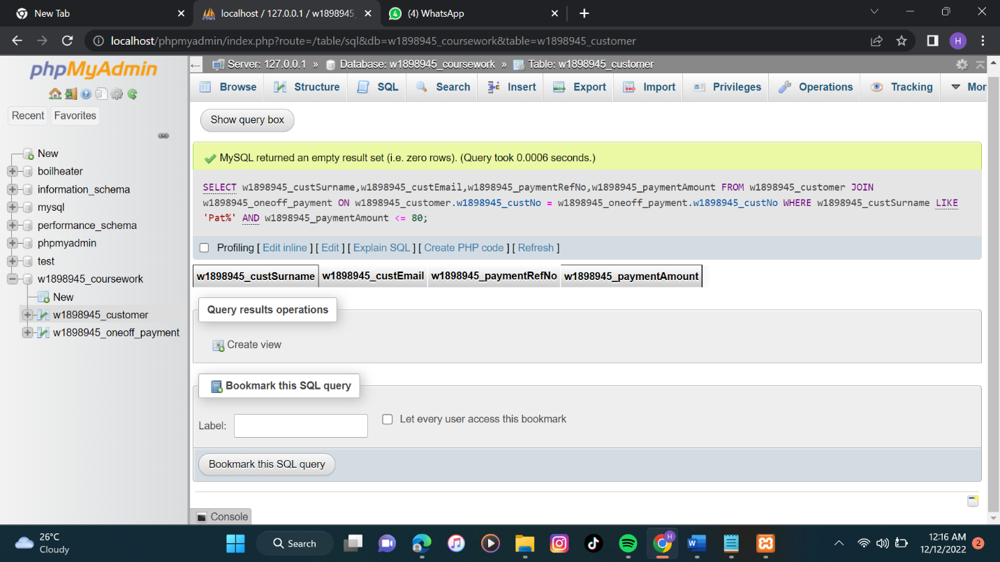 New Tab
localhost / 127.0.0.1 / w1898945_
(4) WhatsApp
localhost/phpmyadmin/index.php?route=/table/sql&db=w1898945_coursework&table=w1898945_customer
H
phpMyAdmin
Recent
Favorites
New
boilheater
information_schema
mysql
performance_schema
phpmyadmin
test
w1898945_coursework
New
w1898945_customer
w1898945_oneoff_payment
Server: 127.0.0.1 » Database: w1898945_coursework » Table: w1898945_customer
Browse Structure SQL Search Insert Export Import Privileges Operations Tracking Mor
Show query box
MySQL returned an empty result set (i.e. zero rows). (Query took 0.0006 seconds.)
SELECT w1898945_custSurname,w1898945_custEmail,w1898945_paymentRefNo,w1898945_paymentAmount FROM w1898945_customer JOIN
w1898945_oneoff_payment ON w1898945_customer.w1898945_custNo = w1898945_oneoff_payment.w1898945_custNo WHERE w1898945_custSurname LIKE
'Pat%' AND w1898945_paymentAmount <= 80;
Profiling [ Edit inline ] [ Edit ] [ Explain SQL ] [ Create PHP code ] [ Refresh ]
w1898945_custSurname w1898945_custEmail w1898945_paymentRefNo w1898945_paymentAmount
Query results operations
Create view
Bookmark this SQL query
Label:
Let every user access this bookmark
Bookmark this SQL query
Console
26°C
Cloudy
Search
H
12:16 AM
12/12/2022
2